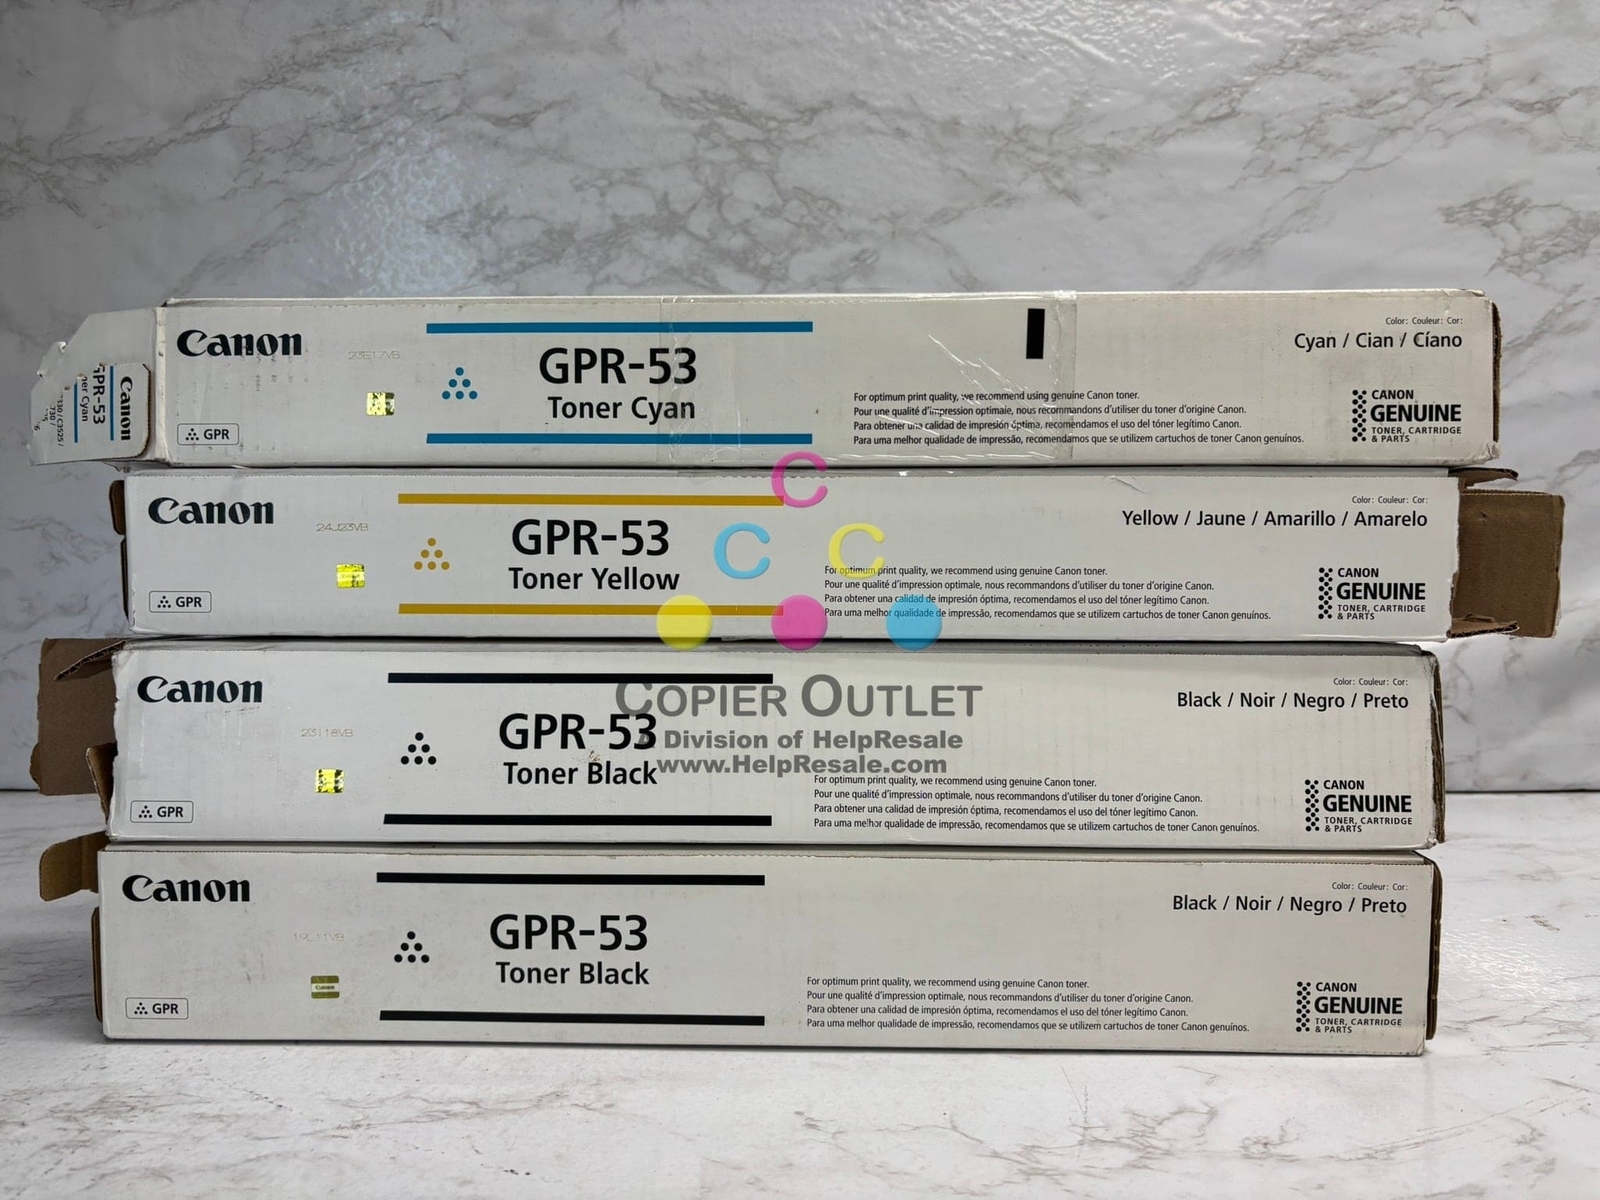 Canon
23E17VB
GPR-53
Toner Cyan
GPR
Color: Couleur: Cor:
Cyan / Cian / Cíano
For optimum print quality, we recommend using genuine Canon toner.
Pour une qualité d'impression optimale, nous recommandons d'utiliser du toner d'origine Canon.
Para obtener una calidad de impresión óptima, recomendamos el uso del tóner legítimo Canon.
Para uma melhor qualidade de impressão, recomendamos que se utilizem cartuchos de toner Canon genuínos.
CANON
GENUINE
TONER, CARTRIDGE
& PARTS
Canon
GPR-53
Toner Cyan
Canon
24J23VB
GPR-53
Toner Yellow
GPR
Color: Couleur: Cor:
Yellow / Jaune / Amarillo / Amarelo
For optimum print quality, we recommend using genuine Canon toner.
Pour une qualité d'impression optimale, nous recommandons d'utiliser du toner d'origine Canon.
Para obtener una calidad de impresión óptima, recomendamos el uso del tóner legítimo Canon.
Para uma melhor qualidade de impressão, recomendamos que se utilizem cartuchos de toner Canon genuínos.
CANON
GENUINE
TONER, CARTRIDGE
& PARTS
C
C C
COPIER OUTLET
A Division of HelpResale
www.HelpResale.com
Canon
23I18VB
GPR-53
Toner Black
GPR
Color: Couleur: Cor:
Black / Noir / Negro / Preto
For optimum print quality, we recommend using genuine Canon toner.
Pour une qualité d'impression optimale, nous recommandons d'utiliser du toner d'origine Canon.
Para obtener una calidad de impresión óptima, recomendamos el uso del tóner legítimo Canon.
Para uma melhor qualidade de impressão, recomendamos que se utilizem cartuchos de toner Canon genuínos.
CANON
GENUINE
TONER, CARTRIDGE
& PARTS
Canon
19L11VB
GPR-53
Toner Black
GPR
Color: Couleur: Cor:
Black / Noir / Negro / Preto
For optimum print quality, we recommend using genuine Canon toner.
Pour une qualité d'impression optimale, nous recommandons d'utiliser du toner d'origine Canon.
Para obtener una calidad de impresión óptima, recomendamos el uso del tóner legítimo Canon.
Para uma melhor qualidade de impressão, recomendamos que se utilizem cartuchos de toner Canon genuínos.
CANON
GENUINE
TONER, CARTRIDGE
& PARTS